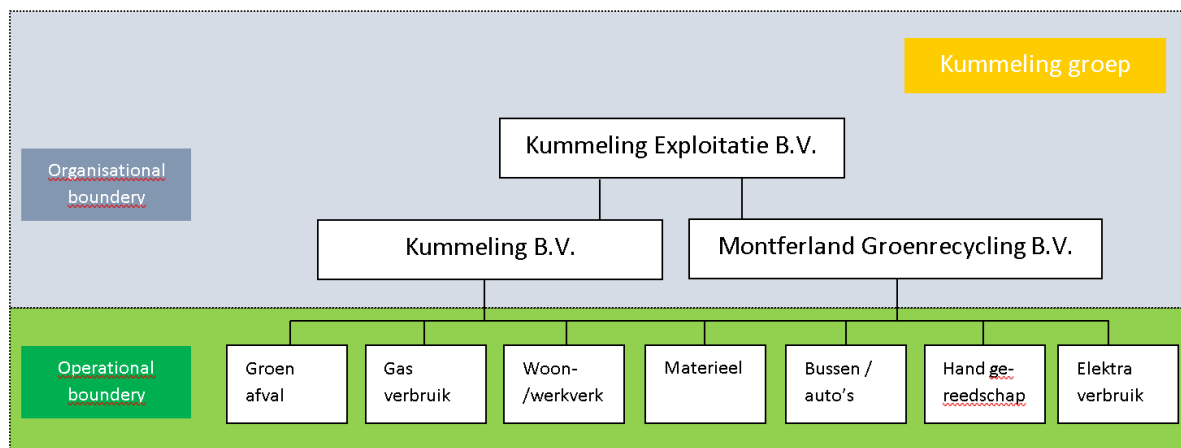 Kummeling groep
Kummeling Exploitatie B.V.
Organisational
boundery
Kummeling B.V.
Montferland Groenrecycling B.V.
Operational
boundery
Groen
afval
Gas
verbruik
Woon-
/werkverk
Materieel
Bussen /
auto's
Hand ge-
reedschap
Elektra
verbruik